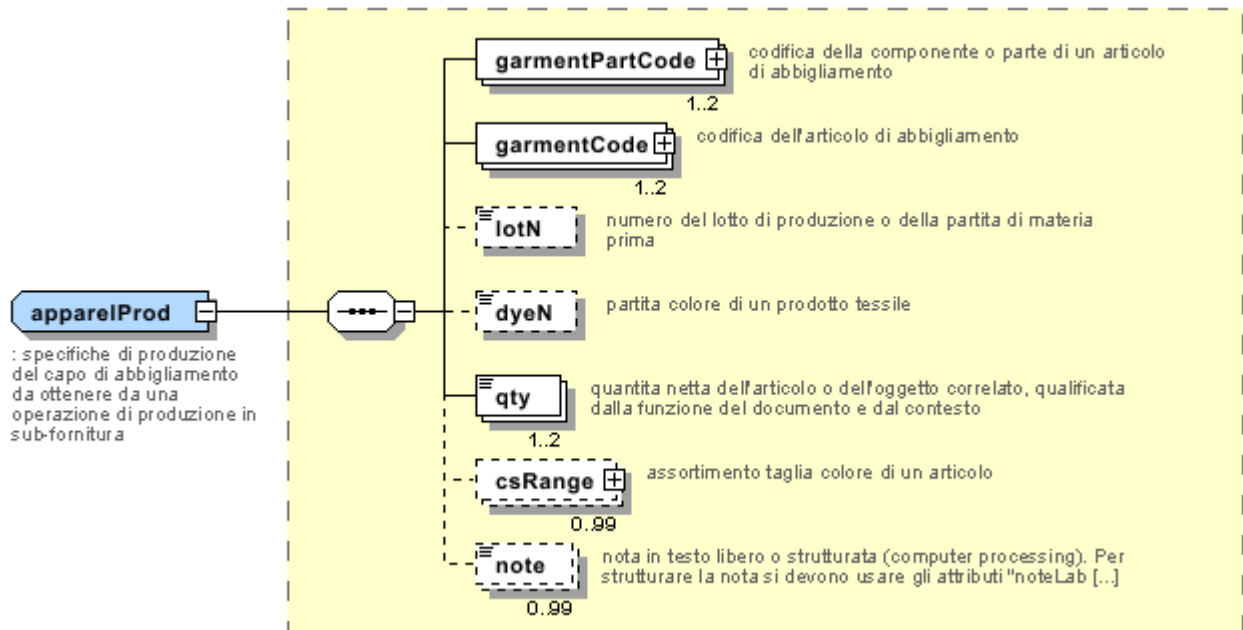 garmentPartCode
codifica della componente o parte di un articolo
di abbigliamento
1..2
garmentCode
codifica dell'articolo di abbigliamento
1..2
lotN
numero del lotto di produzione o della partita di materia
prima
apparelProd
: specifiche di produzione
del capo di abbigliamento
da ottenere da una
operazione di produzione in
sub-fornitura
dyeN
partita colore di un prodotto tessile
qty
quantita netta dell'articolo o dell'oggetto correlato, qualificata
dalla funzione del documento e dal contesto
1..2
csRange
assortimento taglia colore di un articolo
0..99
note
nota in testo libero o strutturata (computer processing). Per
strutturare la nota si devono usare gli attributi "noteLab [...]
0..99